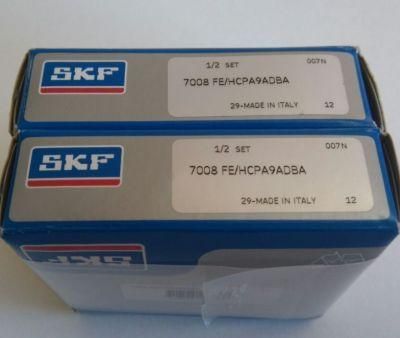 SKF
1/2 SET 007N
7008 FE/HCPA9ADBA
29-MADE IN ITALY 12
SKF
1/2 SET 007N
7008 FE/HCPA9ADBA
29-MADE IN ITALY 12
SKF